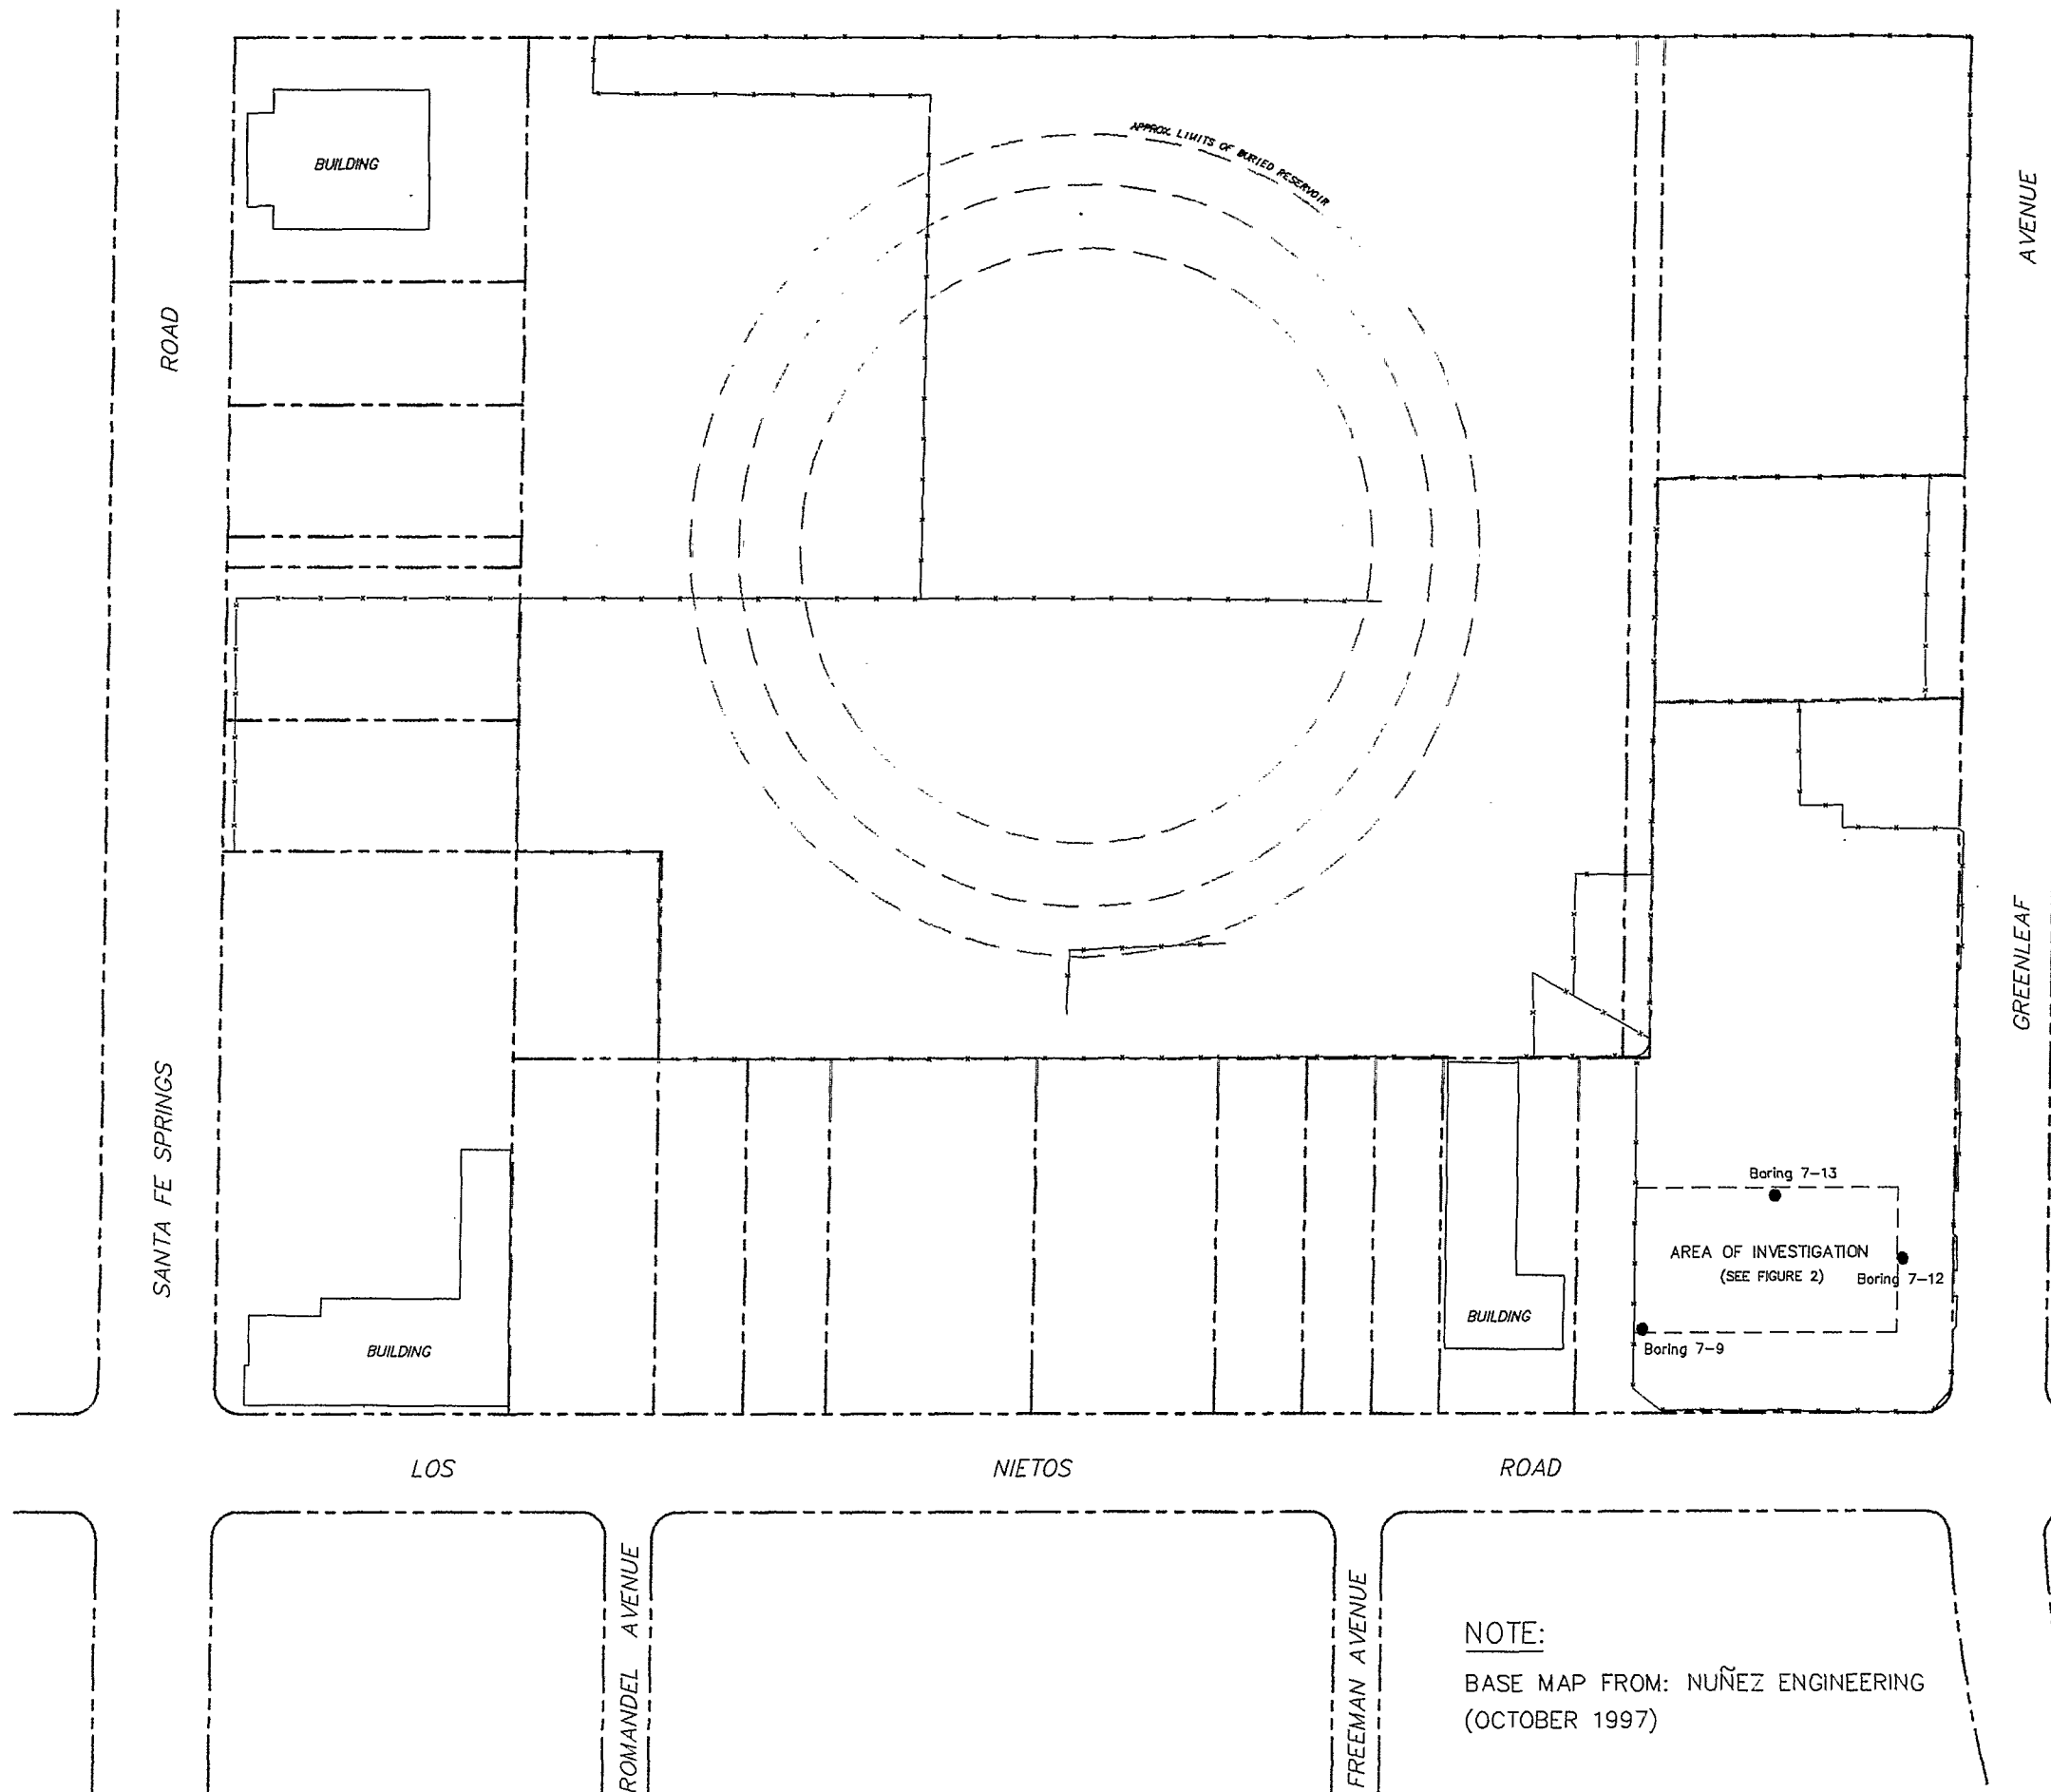 APPROX. LIMITS OF BURIED RESERVOIR
BUILDING
AVENUE
ROAD
GREENLEAF
SANTA FE SPRINGS
Boring 7-13
AREA OF INVESTIGATION
(SEE FIGURE 2)
Boring 7-12
BUILDING
Boring 7-9
BUILDING
LOS NIETOS ROAD
ROMANDEL AVENUE
FREEMAN AVENUE
NOTE:
BASE MAP FROM: NUÑEZ ENGINEERING
(OCTOBER 1997)